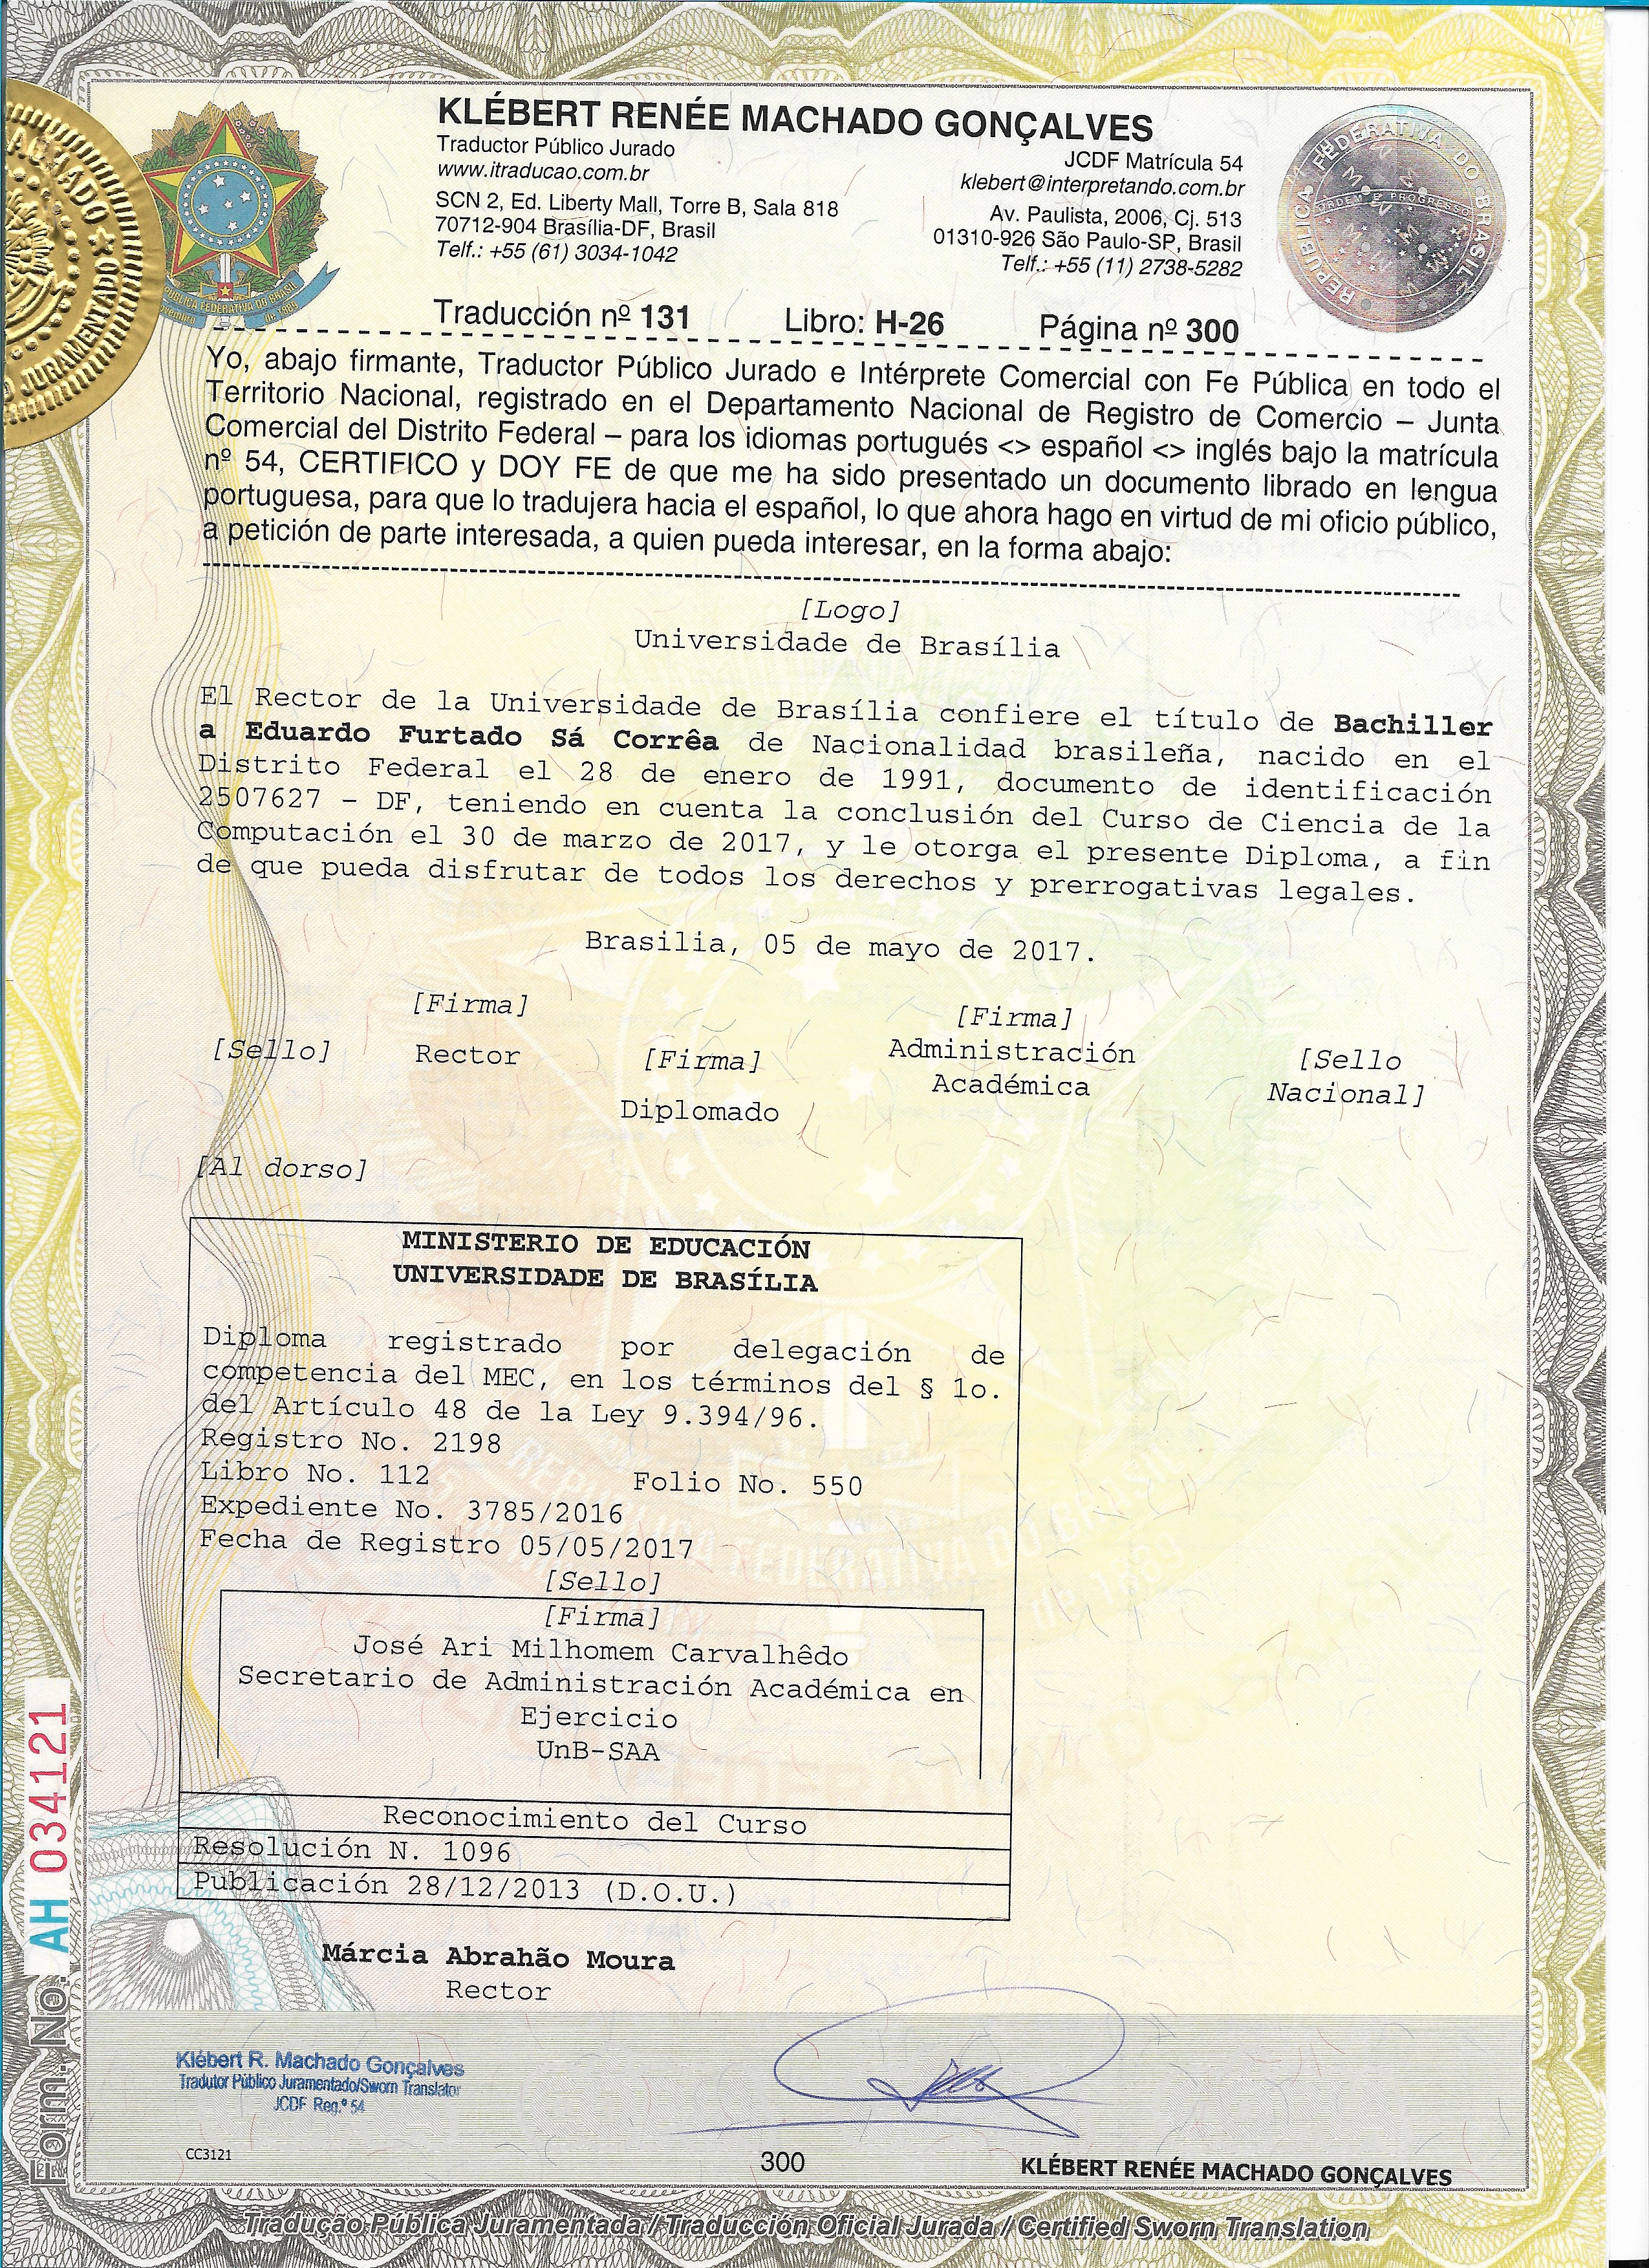 KLÉBERT RENÉE MACHADO GONÇALVES
Traductor Público Jurado
www.itraducao.com.br
SCN 2, Ed. Liberty Mall, Torre B, Sala 818
70712-904 Brasília-DF, Brasil
Telf.: +55 (61) 3034-1042
JCDF Matrícula 54
klebert@interpretando.com.br
Av. Paulista, 2006, Cj. 513
01310-926 São Paulo-SP, Brasil
Telf.: +55 (11) 2738-5282
REPÚBLICA FEDERATIVA DO BRASIL
ORDEM E PROGRESSO
JURAMENTADO
Traducción nº 131 Libro: H-26 Página nº 300
Yo, abajo firmante, Traductor Público Jurado e Intérprete Comercial con Fe Pública en todo el
Territorio Nacional, registrado en el Departamento Nacional de Registro de Comercio – Junta
Comercial del Distrito Federal – para los idiomas portugués <> español <> inglés bajo la matrícula
nº 54, CERTIFICO y DOY FE de que me ha sido presentado un documento librado en lengua
portuguesa, para que lo tradujera hacia el español, lo que ahora hago en virtud de mi oficio público,
a petición de parte interesada, a quien pueda interesar, en la forma abajo:
[Logo]
Universidade de Brasília
El Rector de la Universidade de Brasília confiere el título de Bachiller
a Eduardo Furtado Sá Corrêa de Nacionalidad brasileña, nacido en el
Distrito Federal el 28 de enero de 1991, documento de identificación
2507627 – DF, teniendo en cuenta la conclusión del Curso de Ciencia de la
Computación el 30 de marzo de 2017, y le otorga el presente Diploma, a fin
de que pueda disfrutar de todos los derechos y prerrogativas legales.
Brasilia, 05 de mayo de 2017.
[Firma] [Firma]
[Sello] Rector [Firma] Administración [Sello
Académica Nacional]
Diplomado
[Al dorso]
MINISTERIO DE EDUCACIÓN
UNIVERSIDADE DE BRASÍLIA
Diploma registrado por delegación de
competencia del MEC, en los términos del § 1o.
del Artículo 48 de la Ley 9.394/96.
Registro No. 2198
Libro No. 112 Folio No. 550
Expediente No. 3785/2016
Fecha de Registro 05/05/2017
[Sello]
[Firma]
José Ari Milhomem Carvalhêdo
Secretario de Administración Académica en
Ejercicio
UnB-SAA
Reconocimiento del Curso
Resolución N. 1096
Publicación 28/12/2013 (D.O.U.)
Márcia Abrahão Moura
Rector
Form. No. AH 034121
Klébert R. Machado Gonçalves
Tradutor Público Juramentado/Sworn Translator
JCDF Reg.º 54
CC3121
300
KLÉBERT RENÉE MACHADO GONÇALVES
Tradução Pública Juramentada / Traducción Oficial Jurada / Certified Sworn Translation